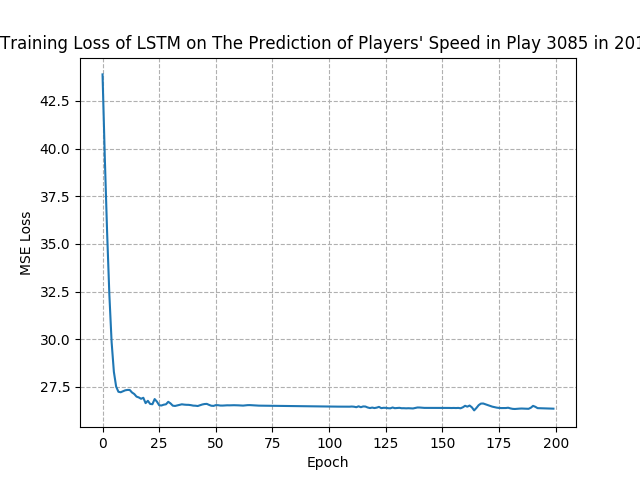 Training Loss of LSTM on The Prediction of Players' Speed in Play 3085 in 201
42.5
40.0
37.5
35.0
32.5
30.0
27.5
MSE Loss
0 25 50 75 100 125 150 175 200
Epoch